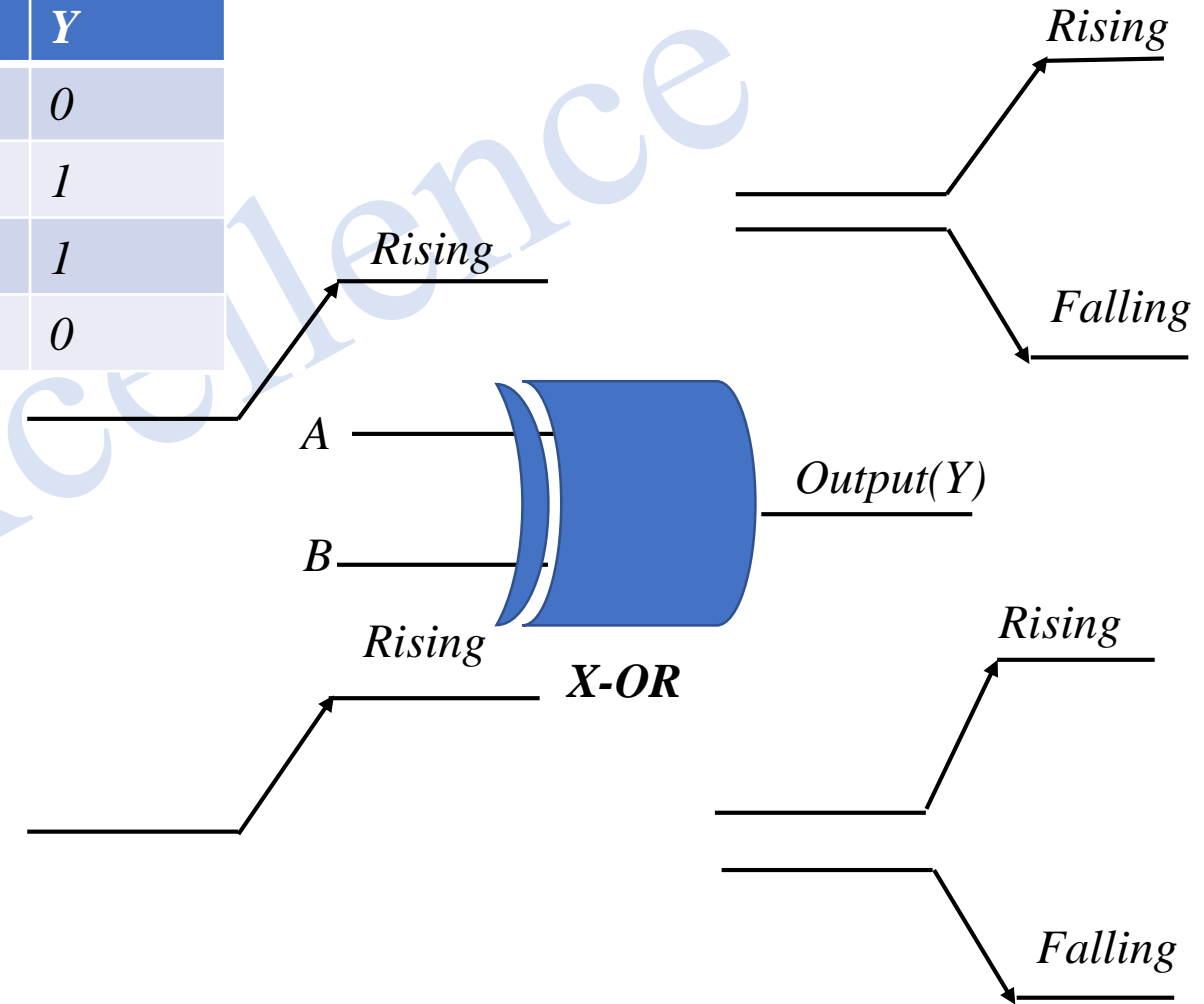 Y
0
1
1
0
Rising
Falling
Rising
A
B
Output(Y)
Rising
X-OR
Rising
Falling